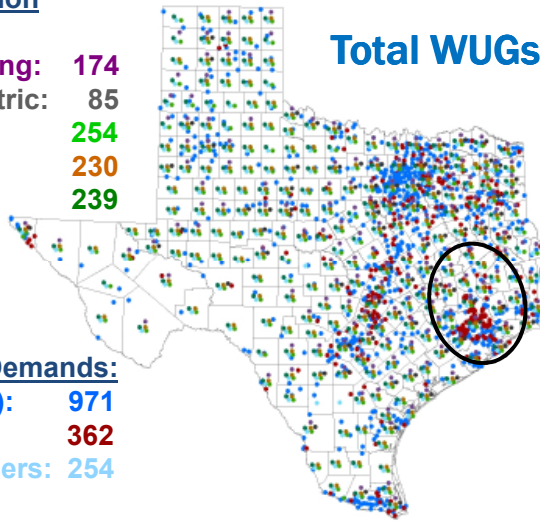 Total WUGs
ng: 174
tric: 85
254
230
239
Demands:
): 971
362
ers: 254